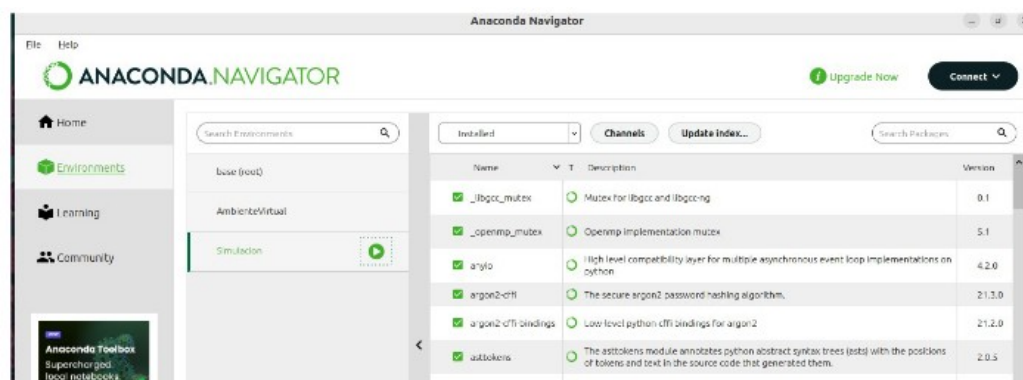 Anaconda Navigator
File Help
ANACONDA.NAVIGATOR
Upgrade Now
Connect
Home
Environments
Learning
Community
Anaconda Toolbox
Supercharged
local notebooks
Search Environments
base (root)
AmbienteVirtual
Simulacion
Installed
Channels
Update index...
Search Packages
Name T Description Version
_libgcc_mutex Mutex for libgcc and libgcc-ng 0.1
_openmp_mutex Openmp implementation mutex 5.1
anyio High level compatibility layer for multiple asynchronous event loop implementations on
python 4.2.0
argon2-cffi The secure argon2 password hashing algorithm. 21.3.0
argon2-cffi-bindings Low-level python cffi bindings for argon2 21.2.0
asttokens The asttokens module annotates python abstract syntax trees (asts) with the positions
of tokens and text in the source code that generated them. 2.0.5